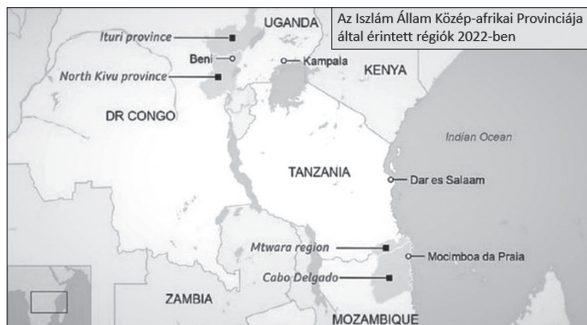 Az Iszlám Állam Közép-afrikai Provinciája
által érintett régiók 2022-ben
UGANDA
Ituri province
Beni
Kampala
North Kivu province
KENYA
DR CONGO
Indian Ocean
TANZANIA
Dar es Salaam
Mtwara region
Mocimboa da Praia
Cabo Delgado
ZAMBIA
MOZAMBIQUE